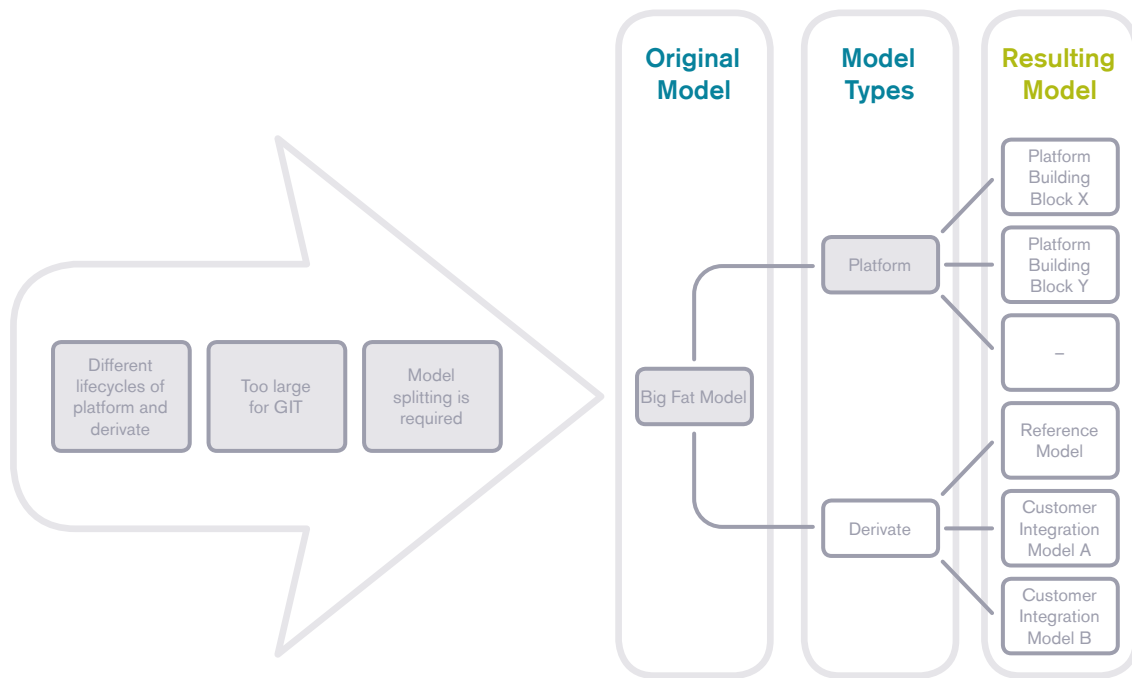 Original
Model
Model
Types
Resulting
Model
Different
lifecycles of
platform and
derivate
Too large
for GIT
Model
splitting is
required
Big Fat Model
Platform
Derivate
Platform
Building
Block X
Platform
Building
Block Y
–
Reference
Model
Customer
Integration
Model A
Customer
Integration
Model B